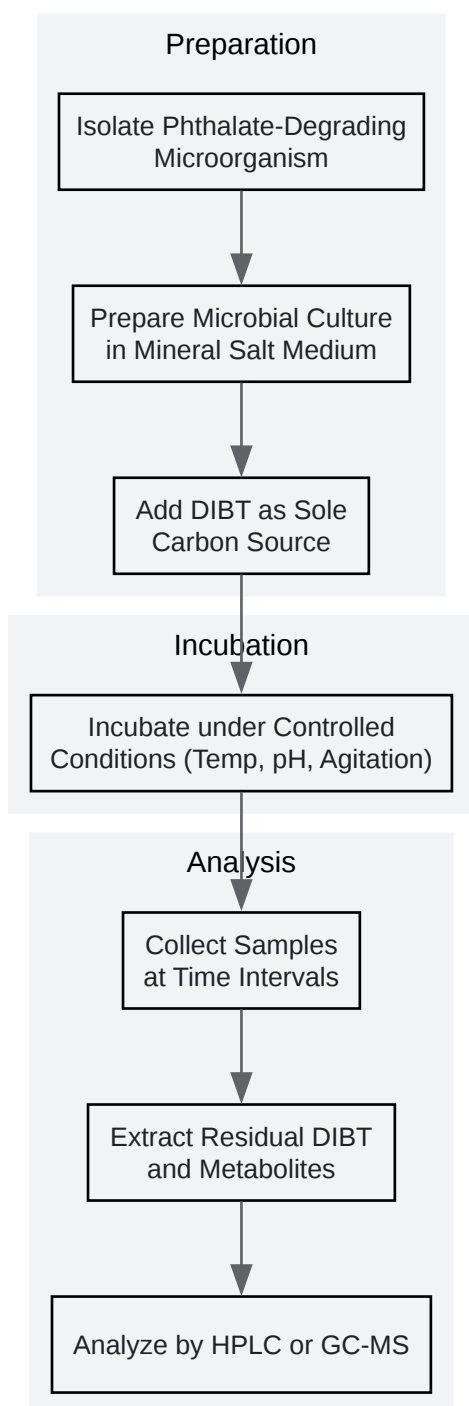 Preparation
Isolate Phthalate-Degrading
Microorganism
Prepare Microbial Culture
in Mineral Salt Medium
Add DIBT as Sole
Carbon Source
Incubation
Incubate under Controlled
Conditions (Temp, pH, Agitation)
Analysis
Collect Samples
at Time Intervals
Extract Residual DIBT
and Metabolites
Analyze by HPLC or GC-MS